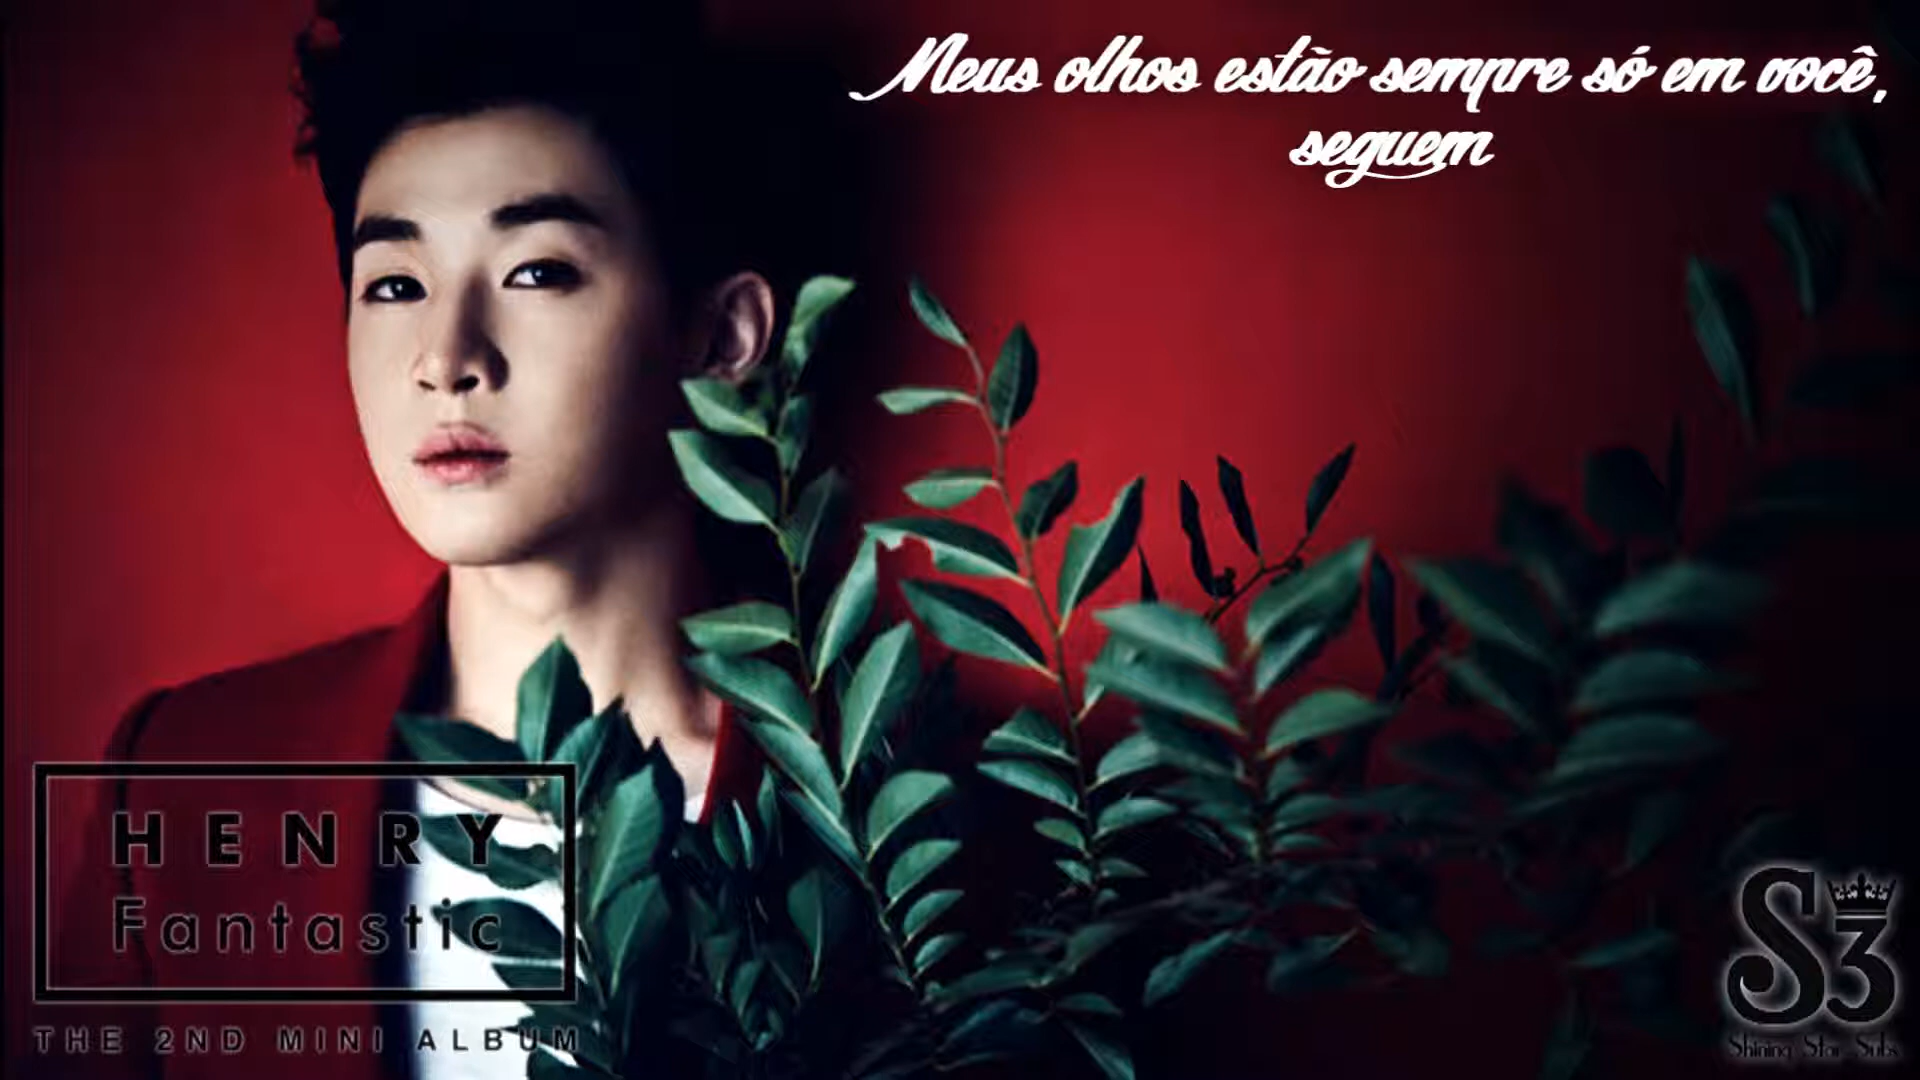 Meus olhos estão sempre só em você,
seguem
HENRY
Fantastic
THE 2ND MINI ALBUM
S3
Shining Star Subs